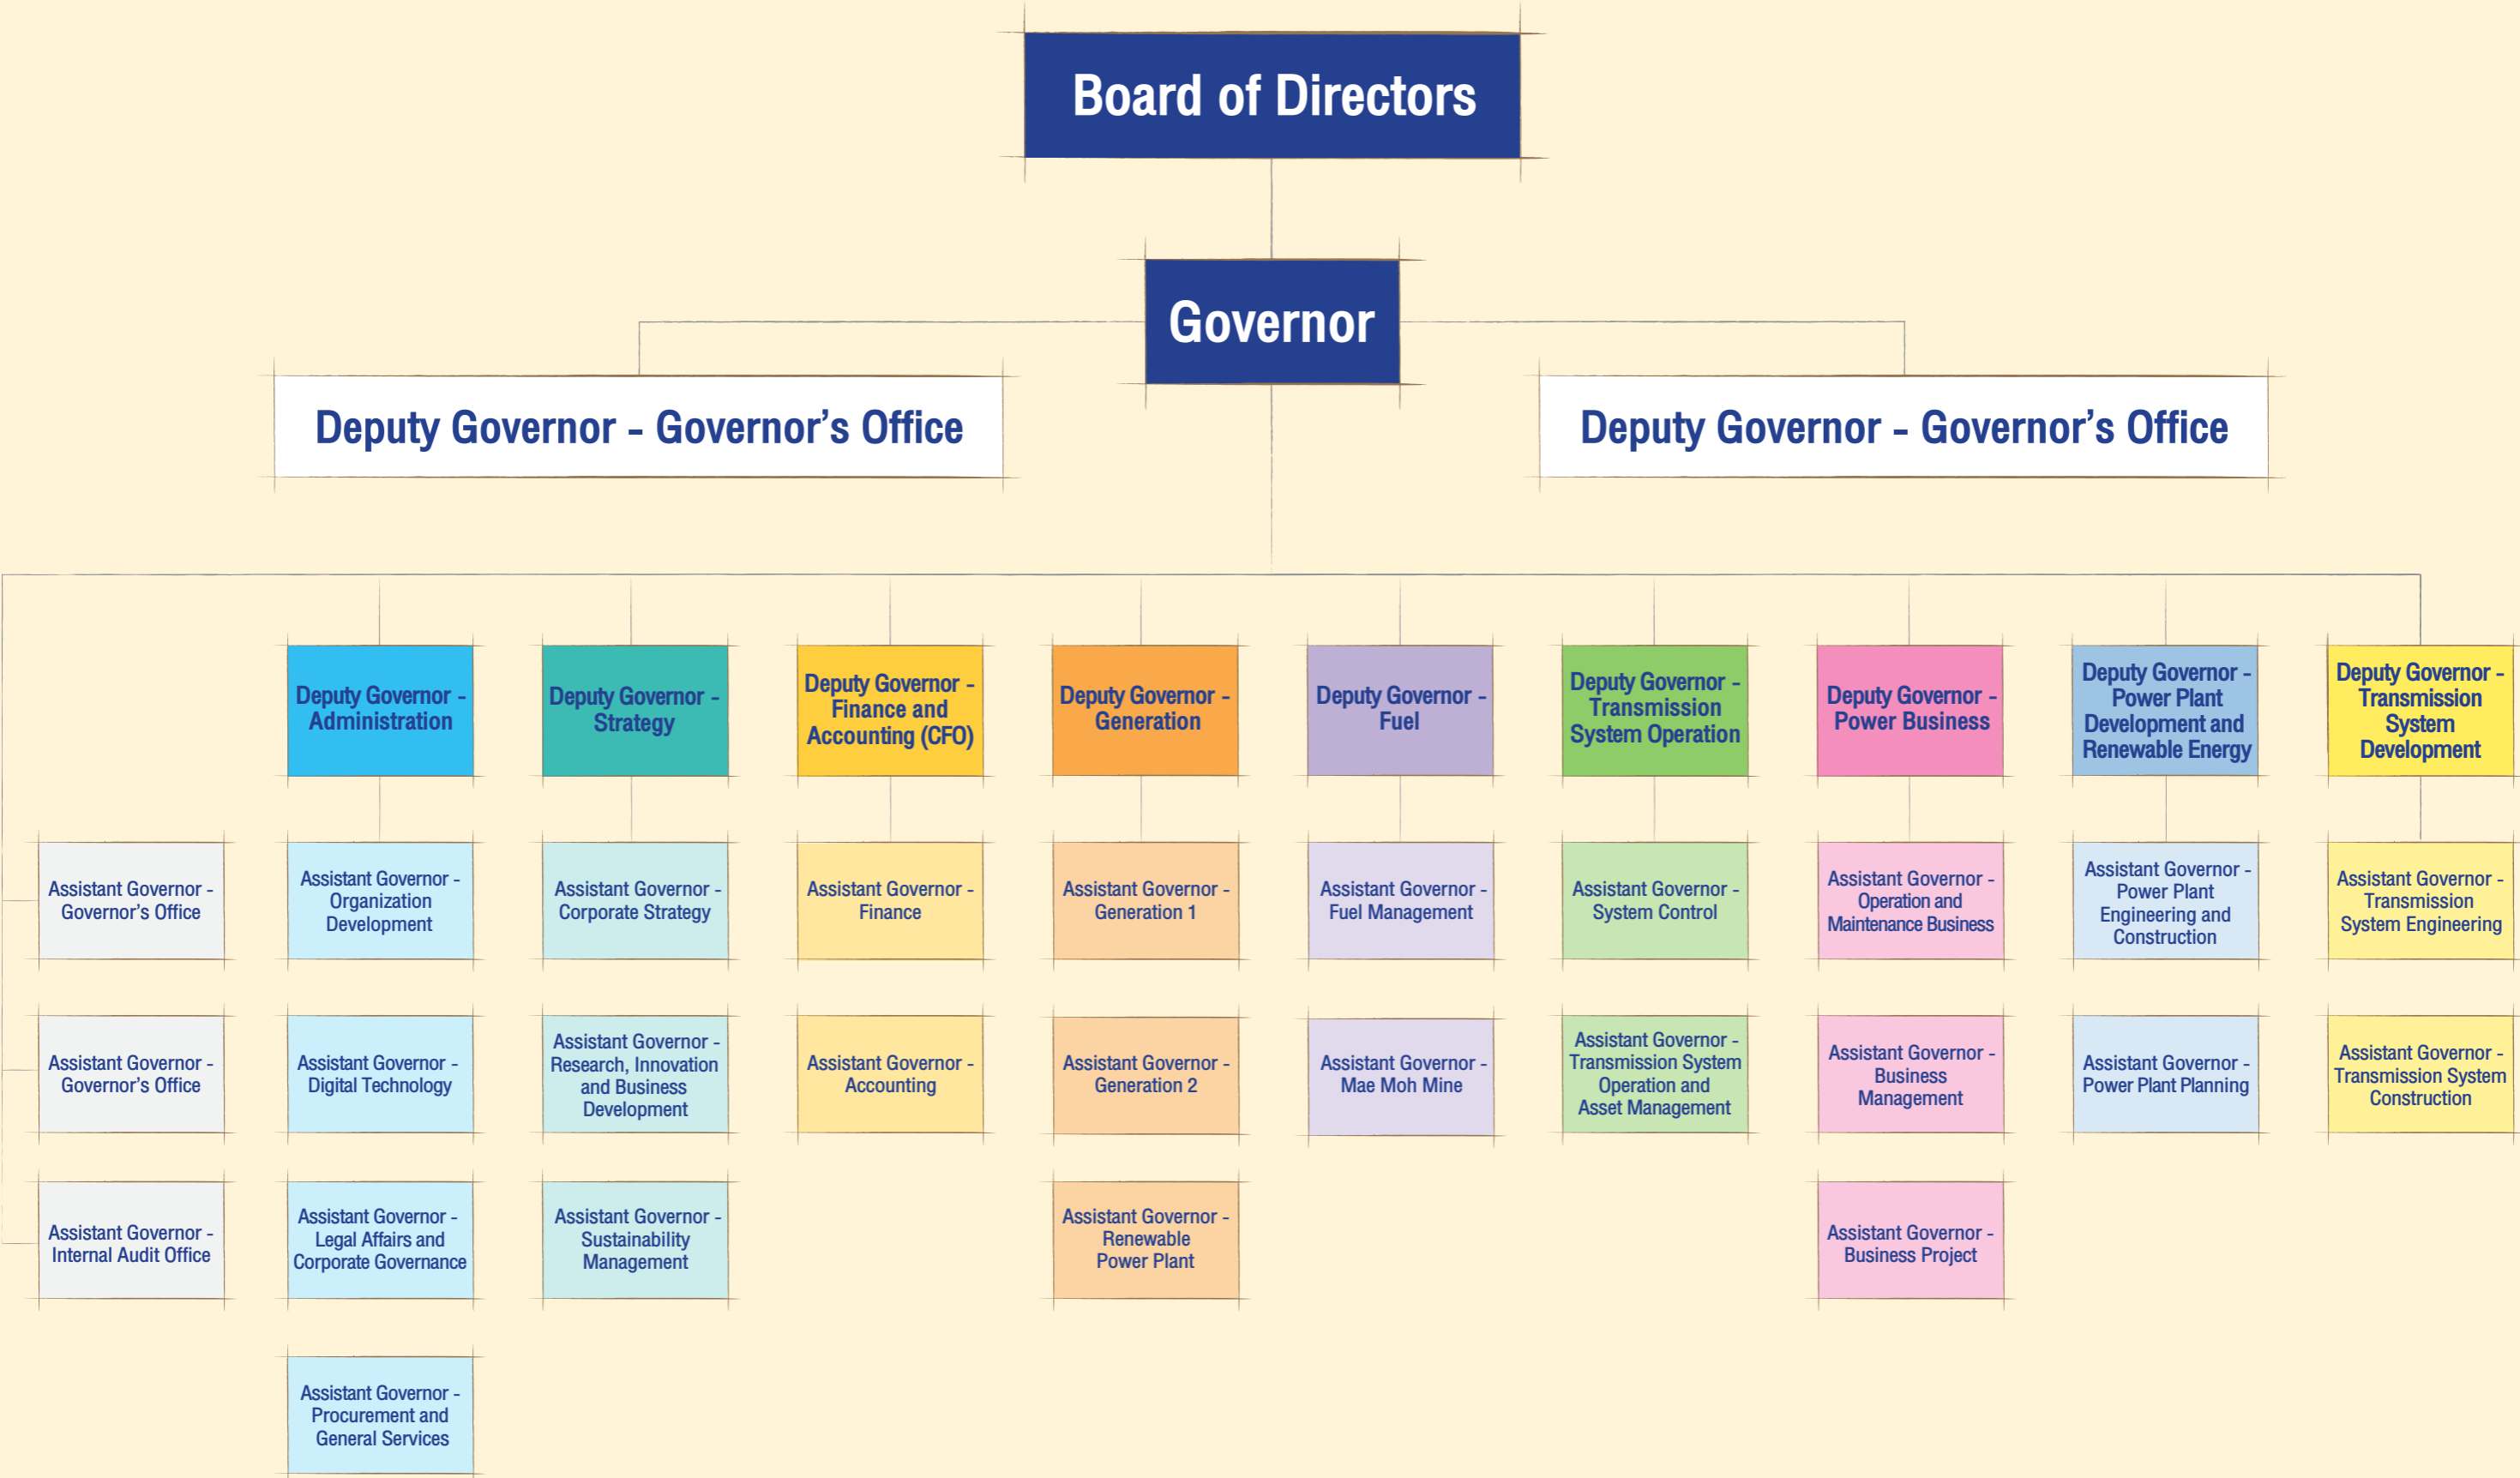 Board of Directors
Governor
Deputy Governor - Governor’s Office
Deputy Governor - Governor’s Office
Deputy Governor -
Administration
Deputy Governor -
Strategy
Deputy Governor -
Finance and
Accounting (CFO)
Deputy Governor -
Generation
Deputy Governor -
Fuel
Deputy Governor -
Transmission
System Operation
Deputy Governor -
Power Business
Deputy Governor -
Power Plant
Development and
Renewable Energy
Deputy Governor -
Transmission
System
Development
Assistant Governor -
Governor’s Office
Assistant Governor -
Organization
Development
Assistant Governor -
Corporate Strategy
Assistant Governor -
Finance
Assistant Governor -
Generation 1
Assistant Governor -
Fuel Management
Assistant Governor -
System Control
Assistant Governor -
Operation and
Maintenance Business
Assistant Governor -
Power Plant
Engineering and
Construction
Assistant Governor -
Transmission
System Engineering
Assistant Governor -
Governor’s Office
Assistant Governor -
Digital Technology
Assistant Governor -
Research, Innovation
and Business
Development
Assistant Governor -
Accounting
Assistant Governor -
Generation 2
Assistant Governor -
Mae Moh Mine
Assistant Governor -
Transmission System
Operation and
Asset Management
Assistant Governor -
Business
Management
Assistant Governor -
Power Plant Planning
Assistant Governor -
Transmission System
Construction
Assistant Governor -
Internal Audit Office
Assistant Governor -
Legal Affairs and
Corporate Governance
Assistant Governor -
Sustainability
Management
Assistant Governor -
Renewable
Power Plant
Assistant Governor -
Business Project
Assistant Governor -
Procurement and
General Services